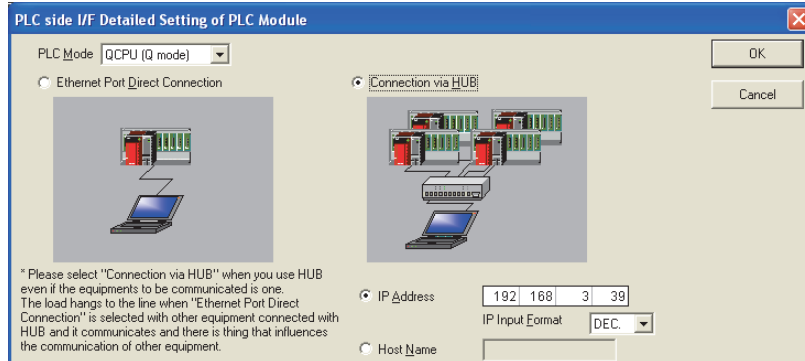 PLC side I/F Detailed Setting of PLC Module
PLC Mode QCPU (Q mode)
OK
Cancel
Ethernet Port Direct Connection
Connection via HUB
* Please select "Connection via HUB" when you use HUB
even if the equipments to be communicated is one.
The load hangs to the line when "Ethernet Port Direct
Connection" is selected with other equipment connected with
HUB and it communicates and there is thing that influences
the communication of other equipment.
IP Address 192 168 3 39
IP Input Format DEC.
Host Name